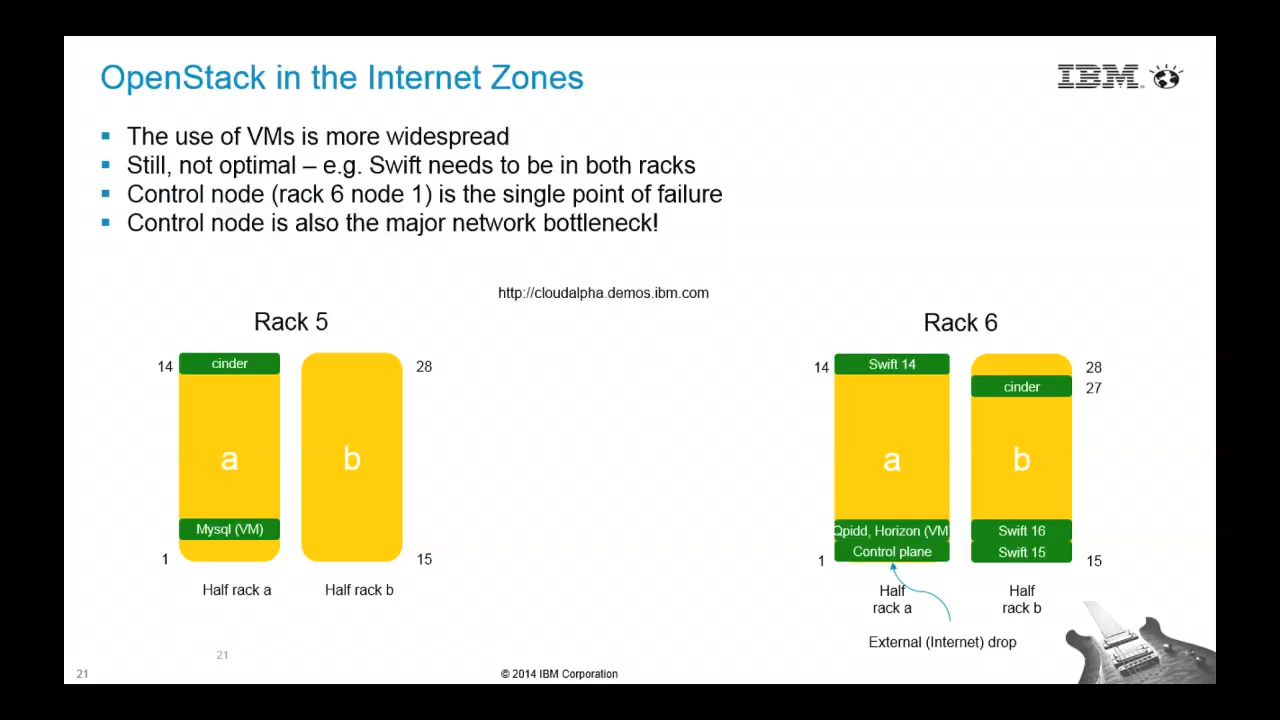 OpenStack in the Internet Zones
IBM
The use of VMs is more widespread
Still, not optimal – e.g. Swift needs to be in both racks
Control node (rack 6 node 1) is the single point of failure
Control node is also the major network bottleneck!
http://cloudalpha.demos.ibm.com
Rack 5
14
cinder
28
a
b
Mysql (VM)
1
15
Half rack a
Half rack b
Rack 6
14
Swift 14
28
cinder
27
a
b
Qpidd, Horizon (VM
Swift 16
1
Control plane
Swift 15
15
Half
rack a
Half
rack b
External (Internet) drop
21
21
© 2014 IBM Corporation